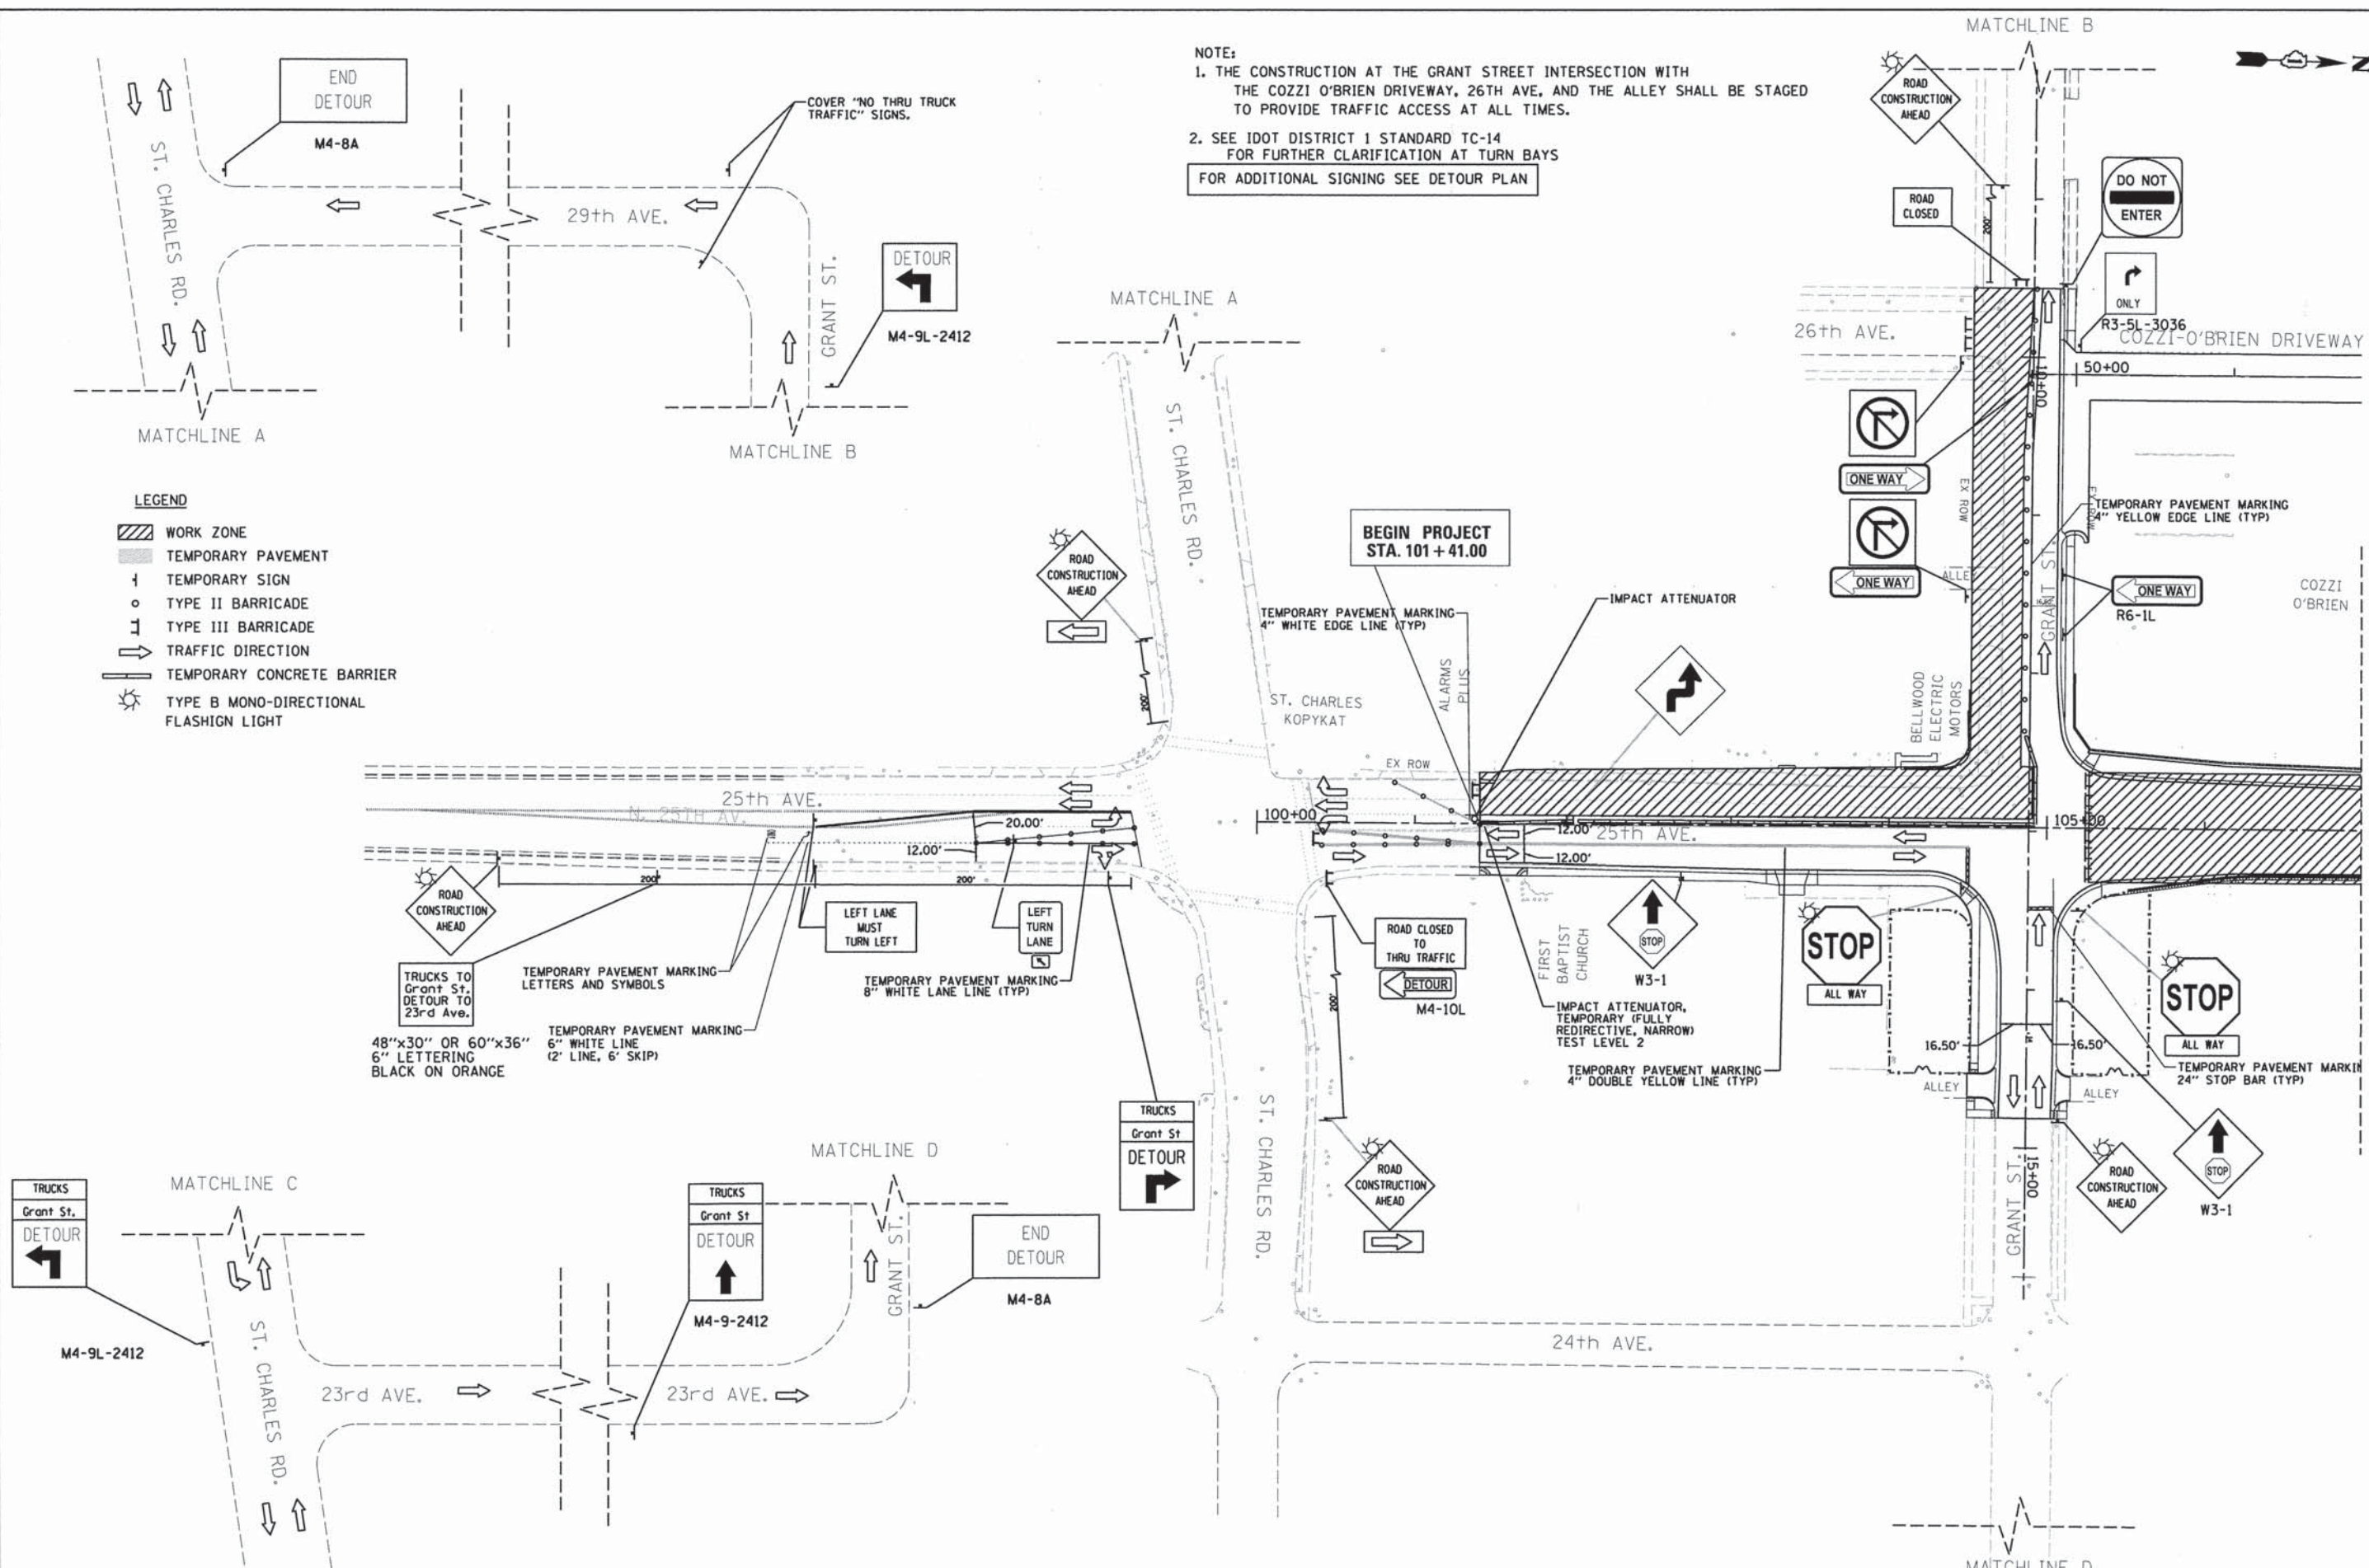 MATCHLINE B
NOTE:
1. THE CONSTRUCTION AT THE GRANT STREET INTERSECTION WITH
THE COZZI O'BRIEN DRIVEWAY, 26TH AVE, AND THE ALLEY SHALL BE STAGED
TO PROVIDE TRAFFIC ACCESS AT ALL TIMES.
2. SEE IDOT DISTRICT 1 STANDARD TC-14
FOR FURTHER CLARIFICATION AT TURN BAYS
FOR ADDITIONAL SIGNING SEE DETOUR PLAN
END
DETOUR
M4-8A
COVER "NO THRU TRUCK
TRAFFIC" SIGNS.
ST. CHARLES RD.
29th AVE.
GRANT ST.
DETOUR
M4-9L-2412
MATCHLINE A
MATCHLINE B
ROAD
CONSTRUCTION
AHEAD
ROAD
CLOSED
200'
DO NOT
ENTER
ONLY
R3-5L-3036
26th AVE.
COZZI-O'BRIEN DRIVEWAY
10+00
50+00
MATCHLINE A
ST. CHARLES RD.
LEGEND
WORK ZONE
TEMPORARY PAVEMENT
TEMPORARY SIGN
TYPE II BARRICADE
TYPE III BARRICADE
TRAFFIC DIRECTION
TEMPORARY CONCRETE BARRIER
TYPE B MONO-DIRECTIONAL
FLASHIGN LIGHT
ROAD
CONSTRUCTION
AHEAD
200'
BEGIN PROJECT
STA. 101+41.00
TEMPORARY PAVEMENT MARKING
4" WHITE EDGE LINE (TYP)
IMPACT ATTENUATOR
ONE WAY
ONE WAY
EX ROW
EX ROW
ALLEY
TEMPORARY PAVEMENT MARKING
4" YELLOW EDGE LINE (TYP)
GRANT ST.
ONE WAY
R6-1L
COZZI
O'BRIEN
ST. CHARLES
KOPYKAT
ALARMS
PLUS
BELLWOOD
ELECTRIC
MOTORS
EX ROW
25th AVE.
N. 25TH AV.
20.00'
12.00'
100+00
12.00'
25th AVE.
12.00'
105+00
200'
200'
ROAD
CONSTRUCTION
AHEAD
TRUCKS TO
Grant St.
DETOUR TO
23rd Ave.
48"x30" OR 60"x36"
6" LETTERING
BLACK ON ORANGE
TEMPORARY PAVEMENT MARKING
LETTERS AND SYMBOLS
TEMPORARY PAVEMENT MARKING
6" WHITE LINE
(2' LINE, 6' SKIP)
LEFT LANE
MUST
TURN LEFT
LEFT
TURN
LANE
TEMPORARY PAVEMENT MARKING
8" WHITE LANE LINE (TYP)
ROAD CLOSED
TO
THRU TRAFFIC
DETOUR
M4-10L
200'
FIRST
BAPTIST
CHURCH
STOP
W3-1
IMPACT ATTENUATOR,
TEMPORARY (FULLY
REDIRECTIVE, NARROW)
TEST LEVEL 2
TEMPORARY PAVEMENT MARKING
4" DOUBLE YELLOW LINE (TYP)
STOP
ALL WAY
16.50'
16.50'
ALLEY
ALLEY
STOP
ALL WAY
TEMPORARY PAVEMENT MARKIN
24" STOP BAR (TYP)
STOP
W3-1
ROAD
CONSTRUCTION
AHEAD
15+00
GRANT ST.
TRUCKS
Grant St
DETOUR
ST. CHARLES RD.
ROAD
CONSTRUCTION
AHEAD
TRUCKS
Grant St.
DETOUR
M4-9L-2412
MATCHLINE C
ST. CHARLES RD.
23rd AVE.
TRUCKS
Grant St
DETOUR
M4-9-2412
23rd AVE.
MATCHLINE D
GRANT ST.
END
DETOUR
M4-8A
24th AVE.
MATCHLINE D